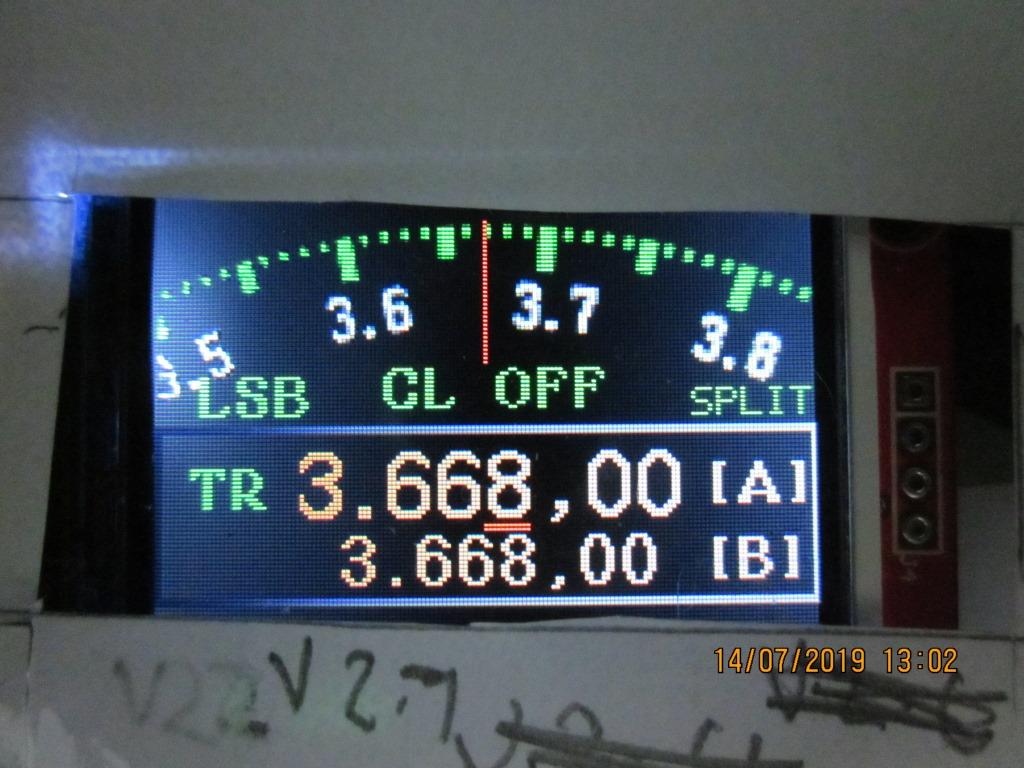 3.5 3.6 3.7 3.8
LSB CL OFF SPLIT
TR 3.668,00 [A]
3.668,00 [B]
14/07/2019 13:02
V 2.7